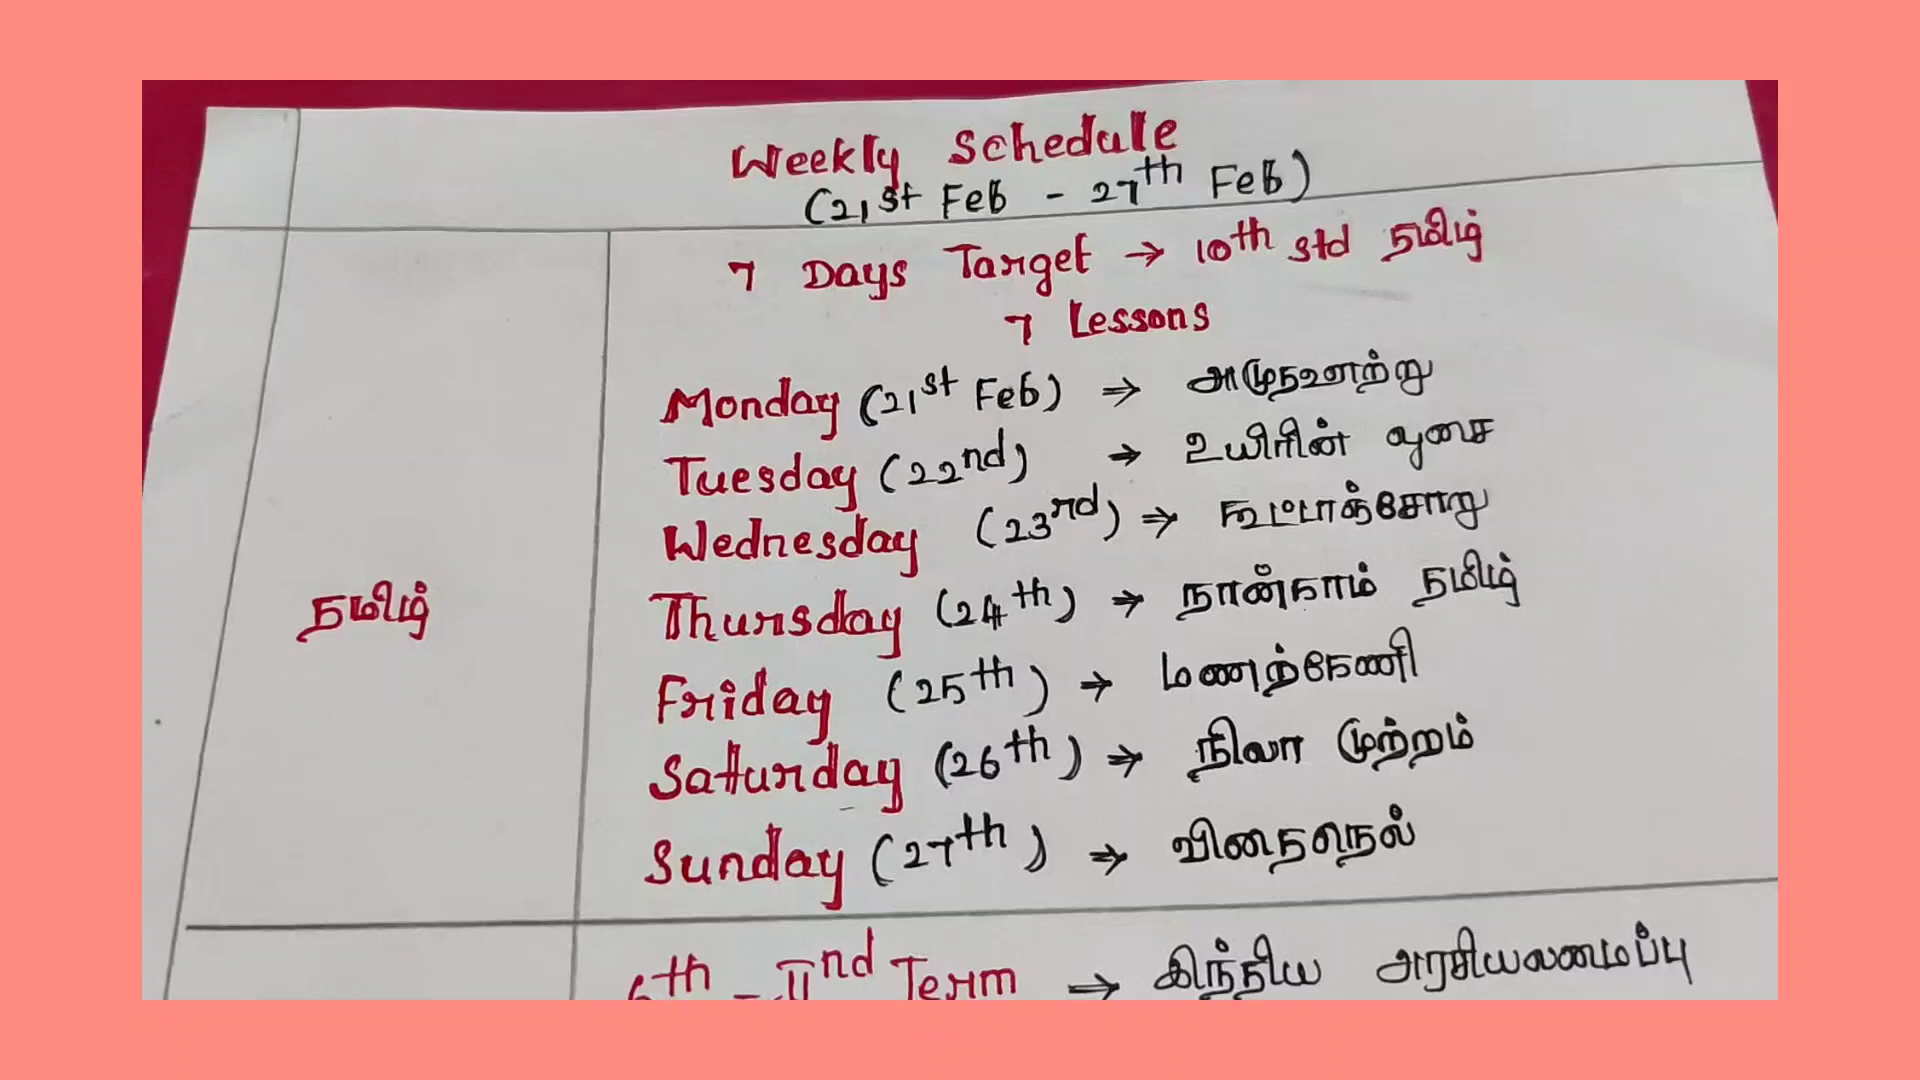 Weekly Schedule
(21st Feb - 27th Feb)
7 Days Target → 10th std தமிழ்
7 Lessons
Monday (21st Feb) → அமுதஊற்று
Tuesday (22nd) → உயிரின் ஓசை
Wednesday (23rd) → கூட்டாஞ்சோறு
தமிழ்
Thursday (24th) → நான்காம் தமிழ்
Friday (25th) → மணற்கேணி
Saturday (26th) → நிலா முற்றம்
Sunday (27th) → விதைநெல்
6th - IInd Term → இந்திய அரசியலமைப்பு